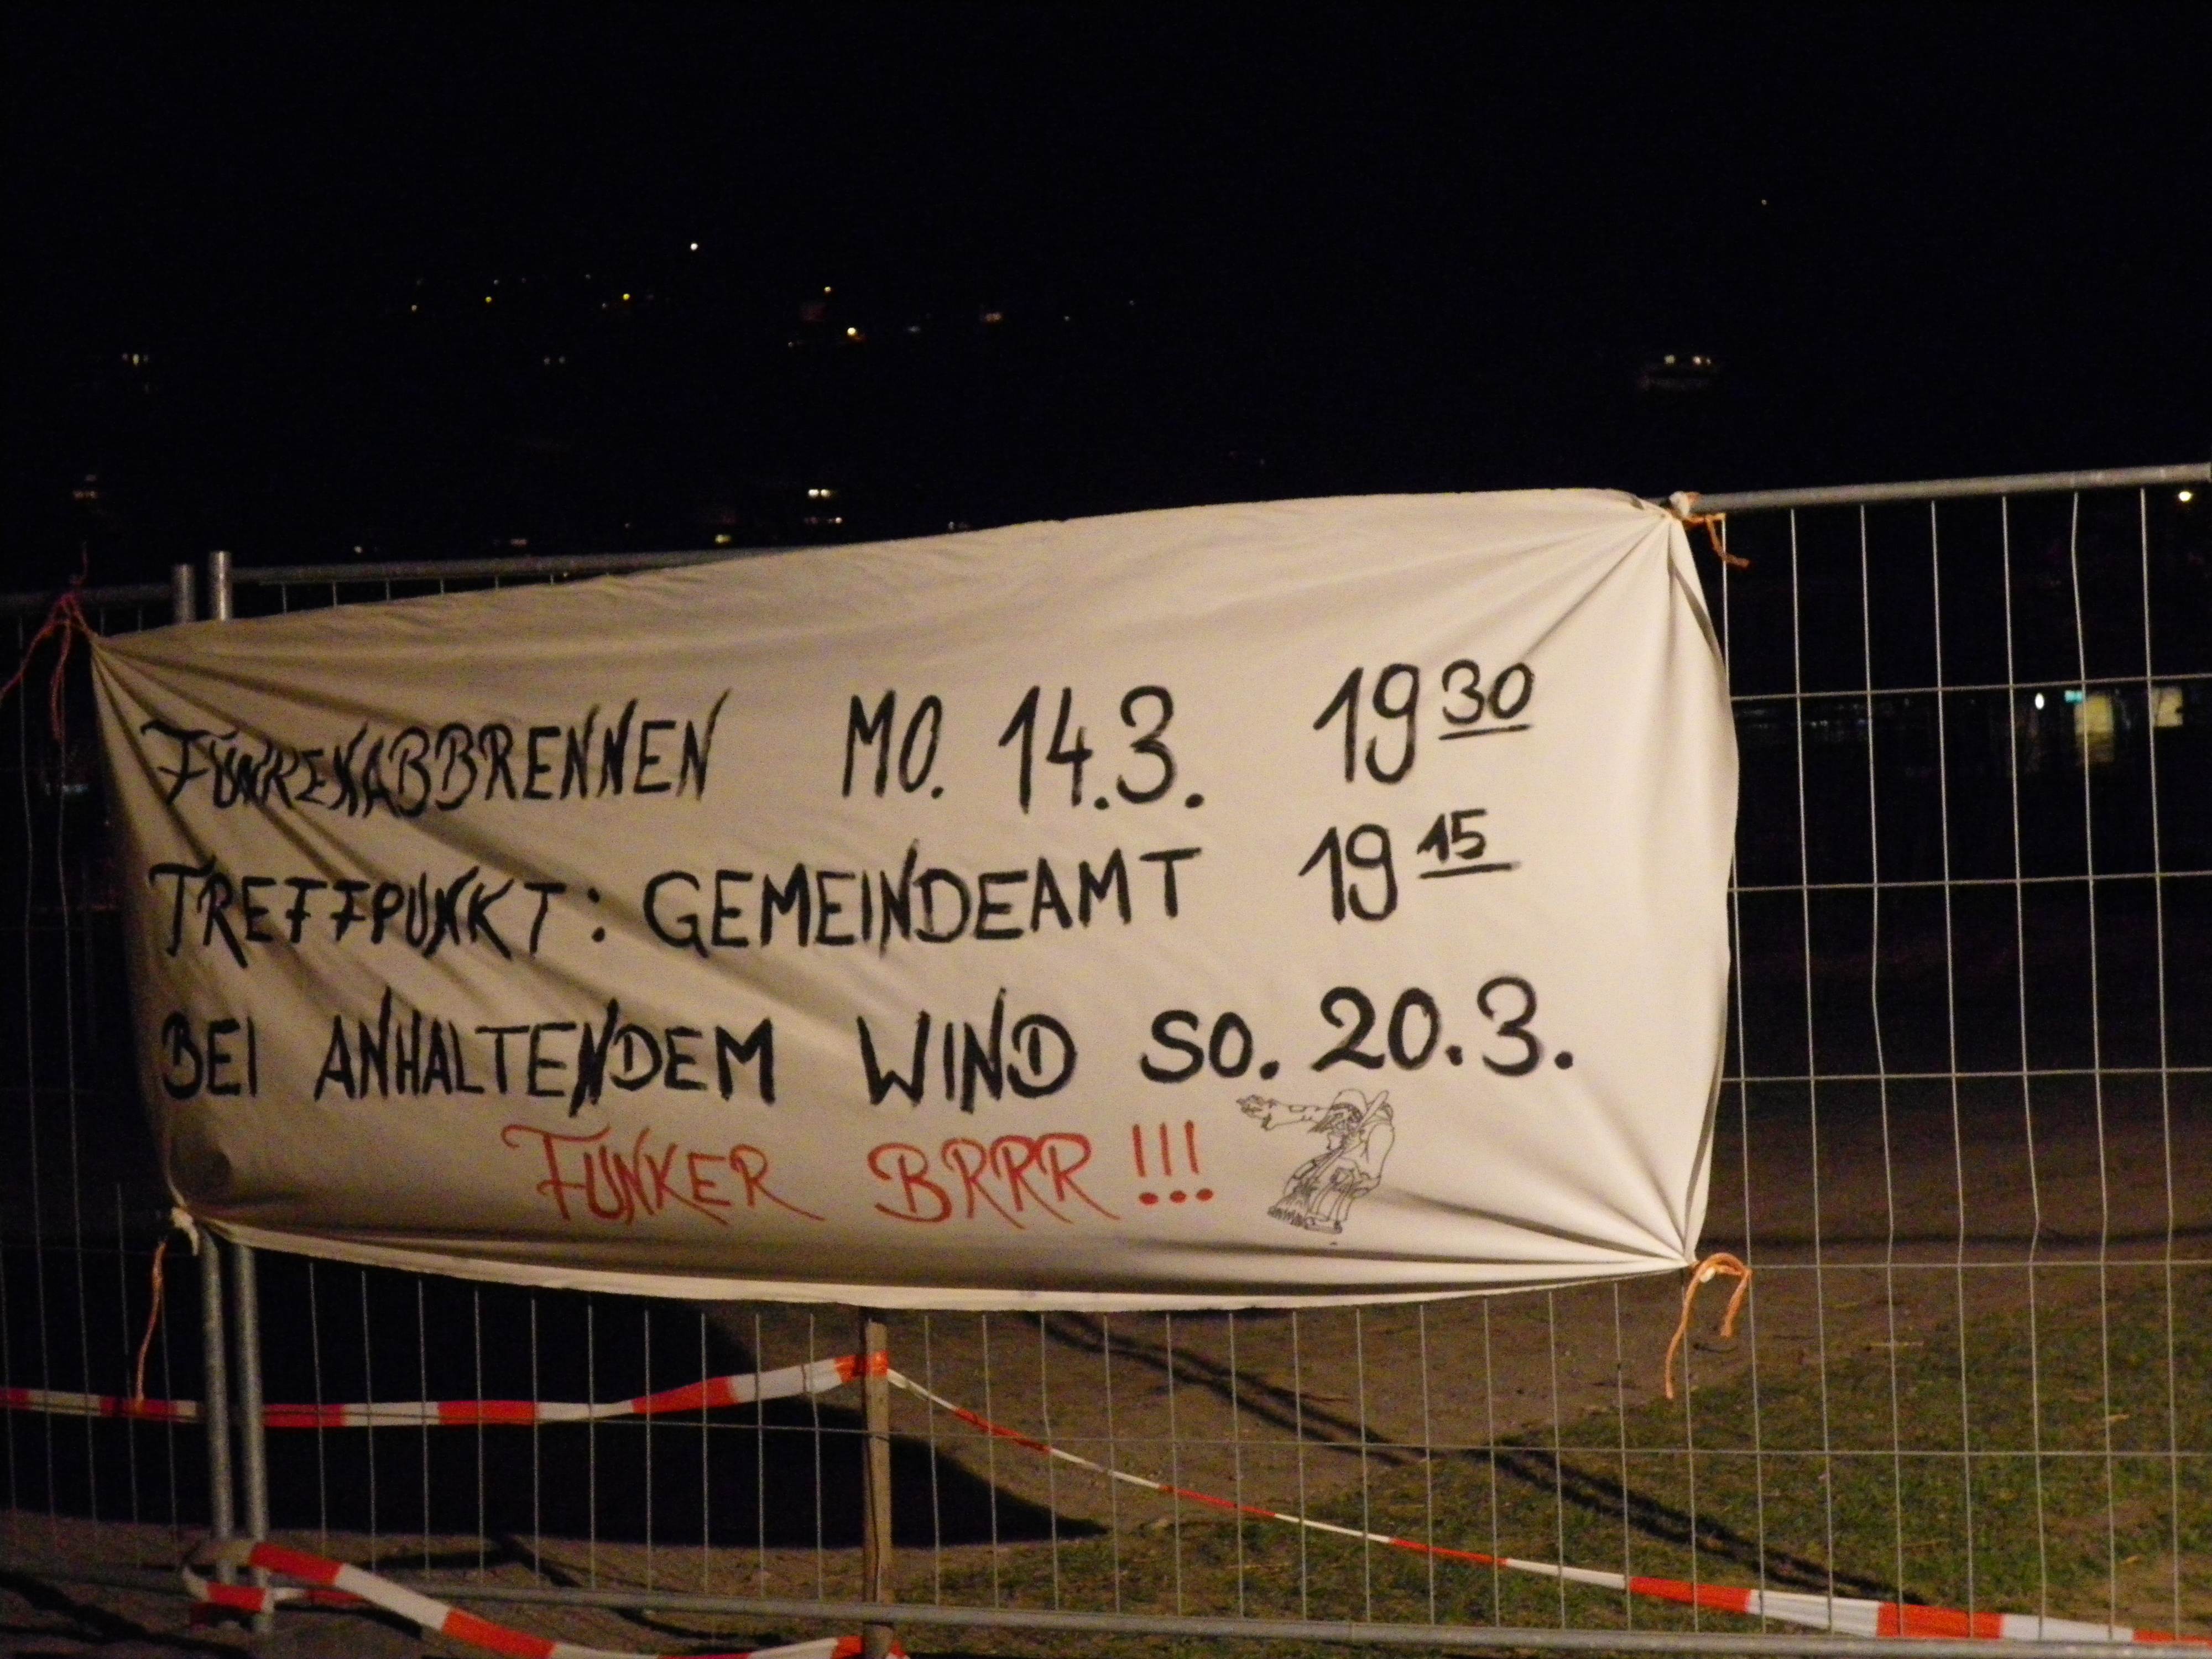 FUNKENABBRENNEN MO. 14.3. 19 30
TREFFPUNKT: GEMEINDEAMT 19 15
BEI ANHALTENDEM WIND SO. 20.3.
FUNKER BRRR!!!